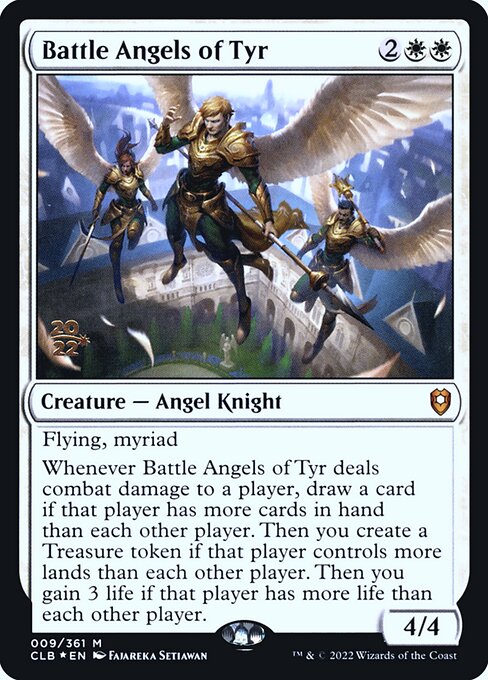 Battle Angels of Tyr 2
20
22
Creature — Angel Knight
Flying, myriad
Whenever Battle Angels of Tyr deals
combat damage to a player, draw a card
if that player has more cards in hand
than each other player. Then you create a
Treasure token if that player controls more
lands than each other player. Then you
gain 3 life if that player has more life than
each other player.
4/4
009/361 M
CLB ★ EN Fajareka Setiawan
™ & © 2022 Wizards of the Coast